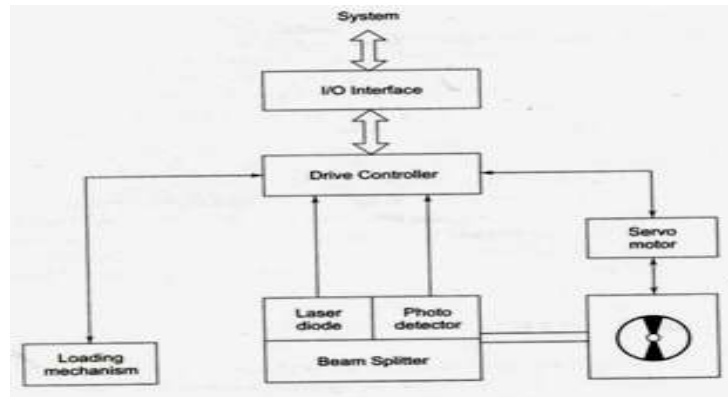 System
I/O Interface
Drive Controller
Servo
motor
Laser
diode
Photo
detector
Beam Splitter
Loading
mechanism